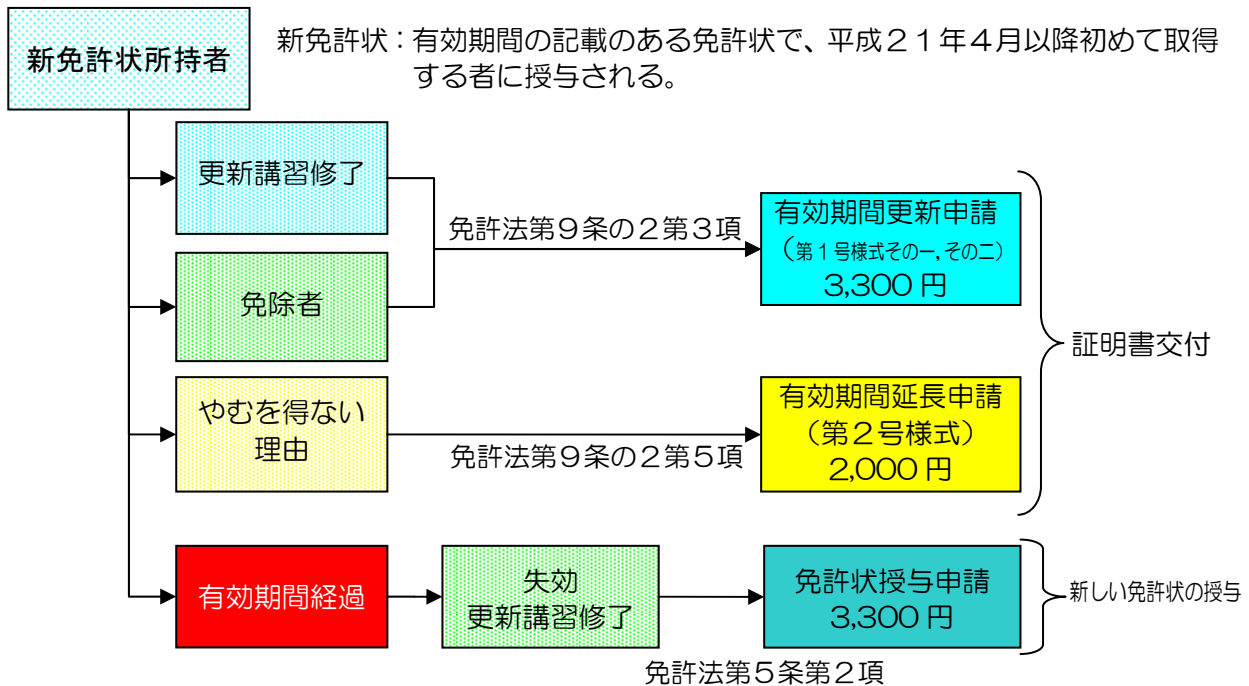 新免許状所持者
新免許状：有効期間の記載のある免許状で、平成２１年４月以降初めて取得
する者に授与される。
更新講習修了
免除者
免許法第９条の２第３項
有効期間更新申請
（第１号様式その一，その二）
3,300 円
やむを得ない
理由
免許法第９条の２第５項
有効期間延長申請
（第２号様式）
2,000 円
証明書交付
有効期間経過
失効
更新講習修了
免許状授与申請
3,300 円
新しい免許状の授与
免許法第５条第２項